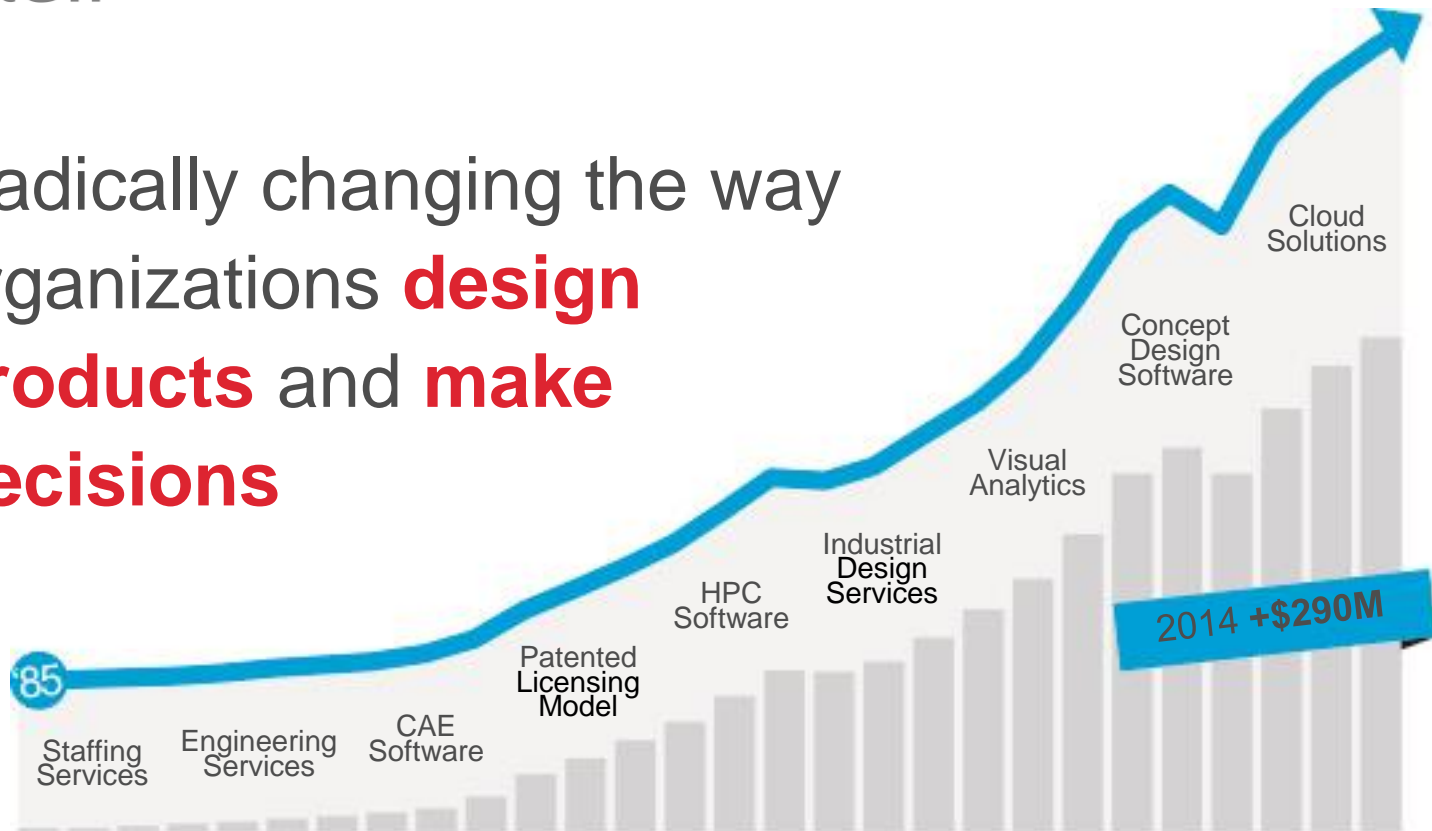 adically changing the way
rganizations design
roducts and make
ecisions
Cloud
Solutions
Concept
Design
Software
Visual
Analytics
Industrial
Design
Services
HPC
Software
Patented
Licensing
Model
CAE
Software
Engineering
Services
Staffing
Services
'85
2014 +$290M